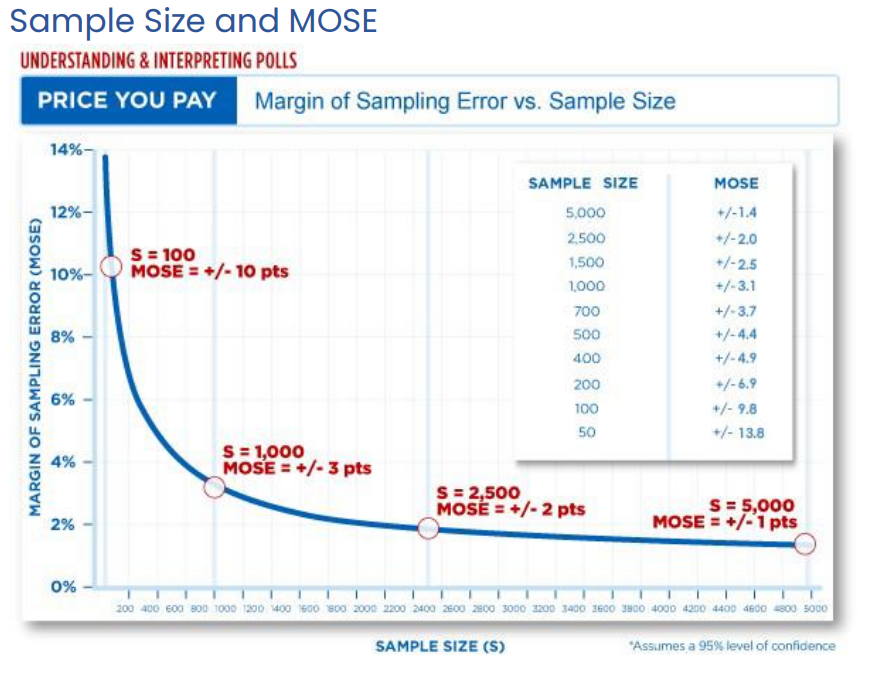 Sample Size and MOSE
UNDERSTANDING & INTERPRETING POLLS
PRICE YOU PAY Margin of Sampling Error vs. Sample Size
MARGIN OF SAMPLING ERROR (MOSE)
14%
12%
10%
8%
6%
4%
2%
0%
S = 100
MOSE = +/- 10 pts
S = 1,000
MOSE = +/- 3 pts
S = 2,500
MOSE = +/- 2 pts
S = 5,000
MOSE = +/- 1 pts
SAMPLE SIZE MOSE
5,000 +/-1.4
2,500 +/-2.0
1,500 +/-2.5
1,000 +/-3.1
700 +/-3.7
500 +/-4.4
400 +/-4.9
200 +/-6.9
100 +/- 9.8
50 +/- 13.8
200 400 600 800 1000 1200 1400 1600 1800 2000 2200 2400 2600 2800 3000 3200 3400 3600 3800 4000 4200 4400 4600 4800 5000
SAMPLE SIZE (S)
*Assumes a 95% level of confidence